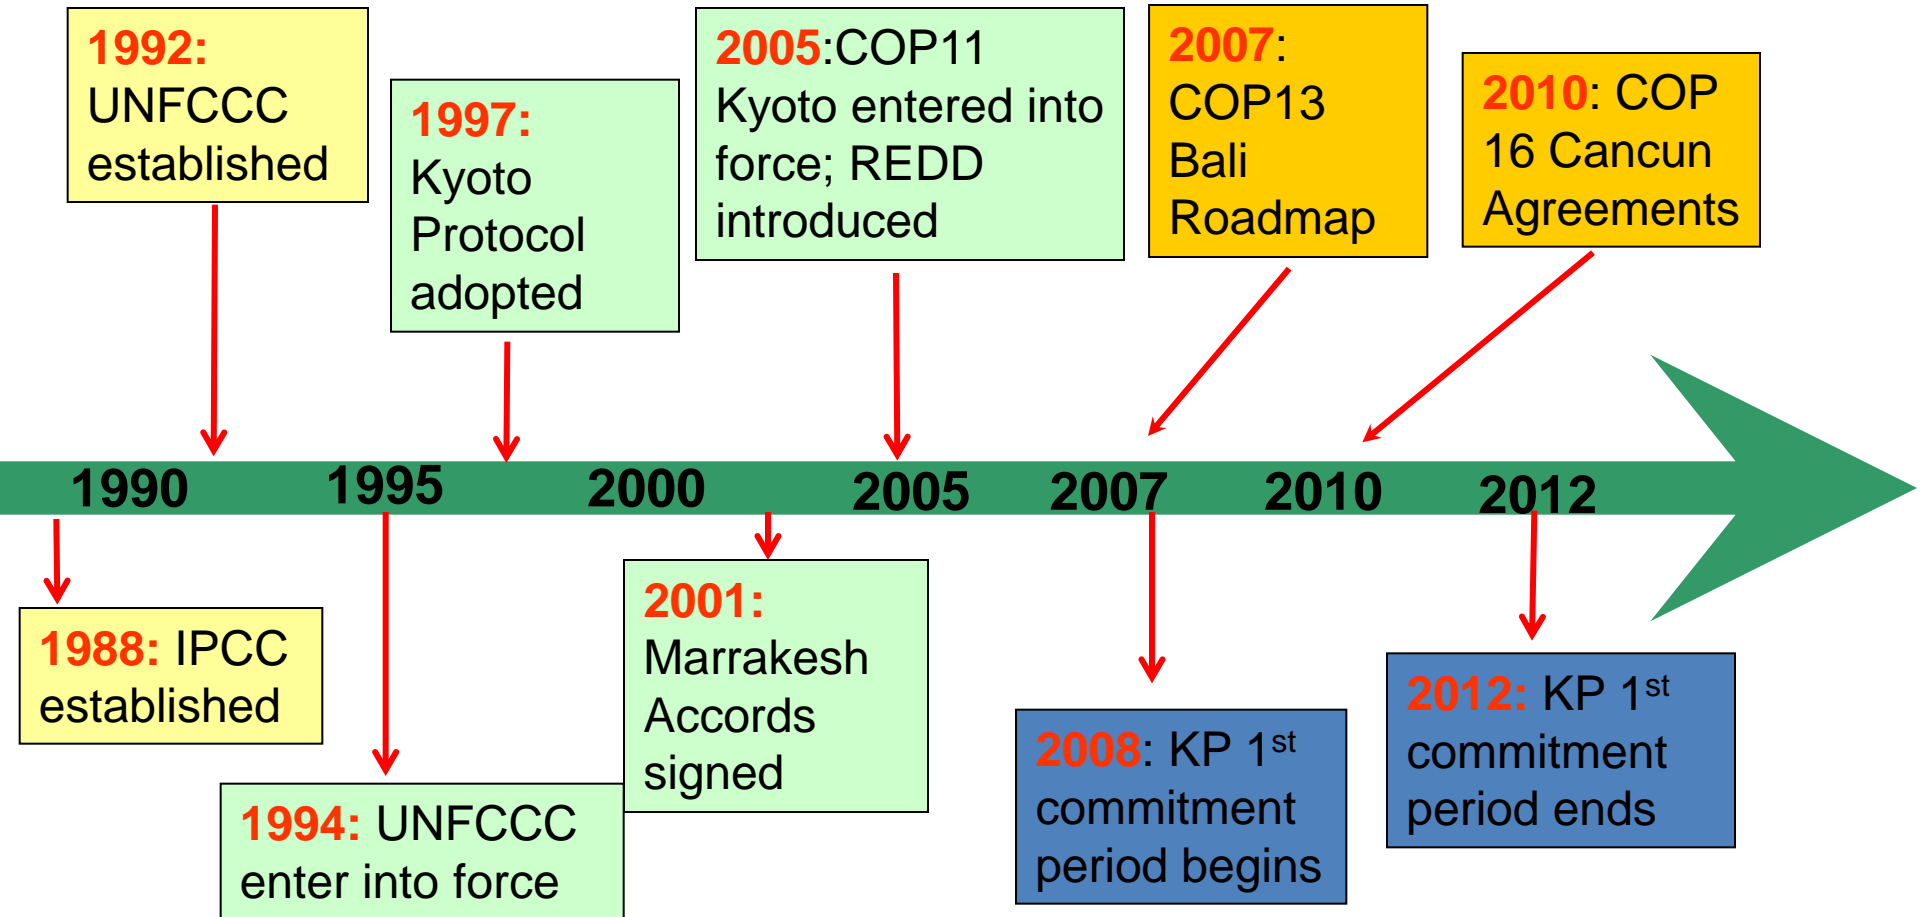 1992:
UNFCCC
established
1997:
Kyoto
Protocol
adopted
2005:COP11
Kyoto entered into
force; REDD
introduced
2007:
COP13
Bali
Roadmap
2010: COP
16 Cancun
Agreements
1990 1995 2000 2005 2007 2010 2012
1988: IPCC
established
1994: UNFCCC
enter into force
2001:
Marrakesh
Accords
signed
2008: KP 1st
commitment
period begins
2012: KP 1st
commitment
period ends